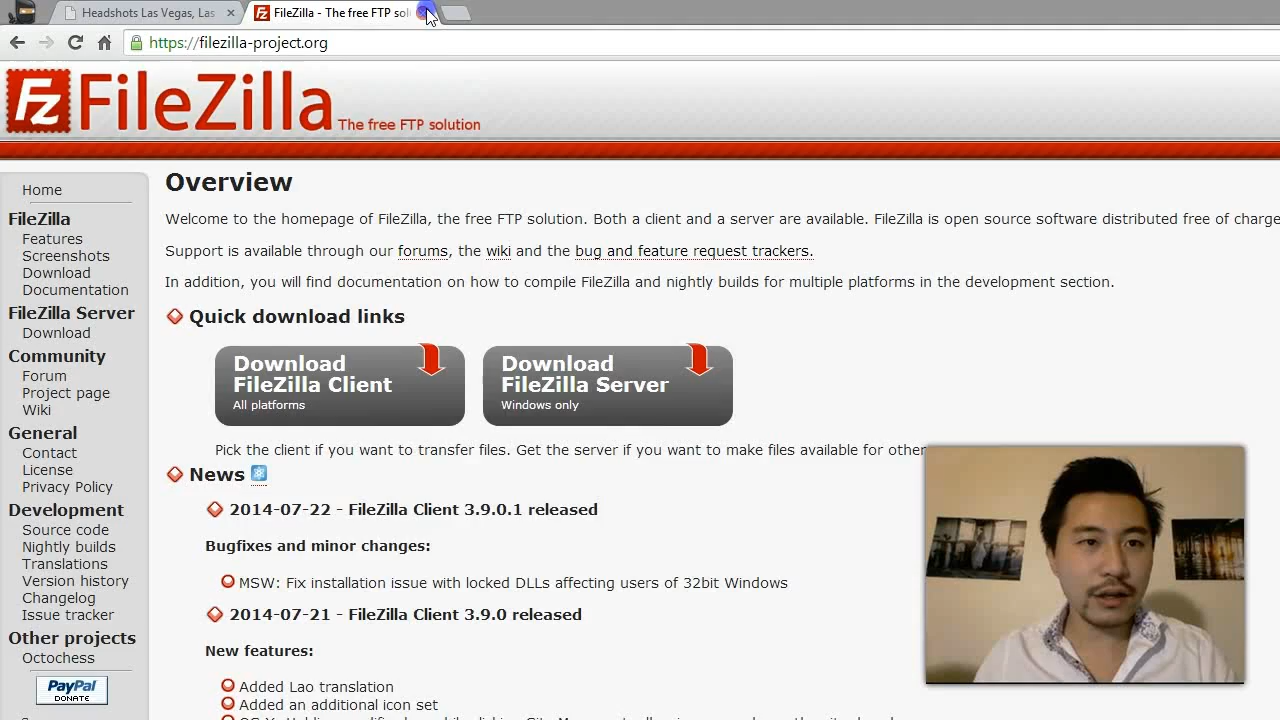 Headshots Las Vegas, Las
FileZilla - The free FTP sol
https://filezilla-project.org
Fz FileZilla The free FTP solution
Home
FileZilla
Features
Screenshots
Download
Documentation
FileZilla Server
Download
Community
Forum
Project page
Wiki
General
Contact
License
Privacy Policy
Development
Source code
Nightly builds
Translations
Version history
Changelog
Issue tracker
Other projects
Octochess
PayPal
DONATE
Overview
Welcome to the homepage of FileZilla, the free FTP solution. Both a client and a server are available. FileZilla is open source software distributed free of charge
Support is available through our forums, the wiki and the bug and feature request trackers.
In addition, you will find documentation on how to compile FileZilla and nightly builds for multiple platforms in the development section.
Quick download links
Download
FileZilla Client
All platforms
Download
FileZilla Server
Windows only
Pick the client if you want to transfer files. Get the server if you want to make files available for other
News
2014-07-22 - FileZilla Client 3.9.0.1 released
Bugfixes and minor changes:
MSW: Fix installation issue with locked DLLs affecting users of 32bit Windows
2014-07-21 - FileZilla Client 3.9.0 released
New features:
Added Lao translation
Added an additional icon set